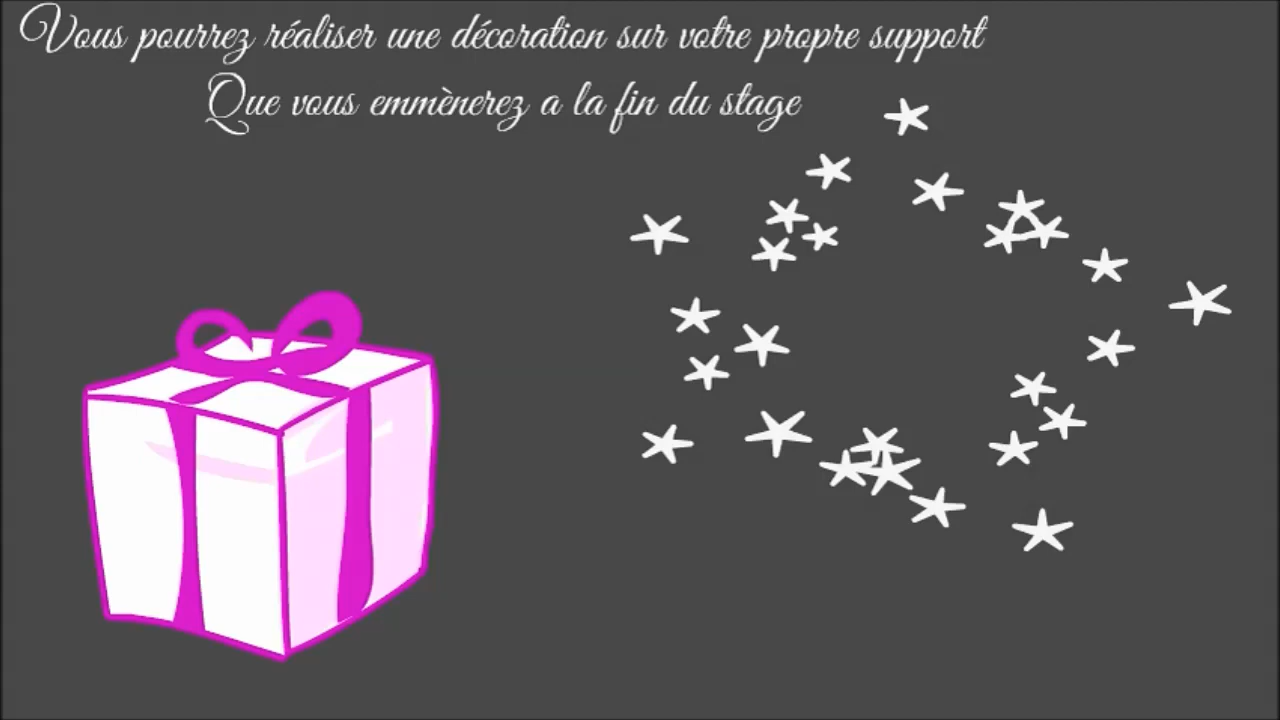 Vous pourrez réaliser une décoration sur votre propre support
Que vous emmènerez a la fin du stage